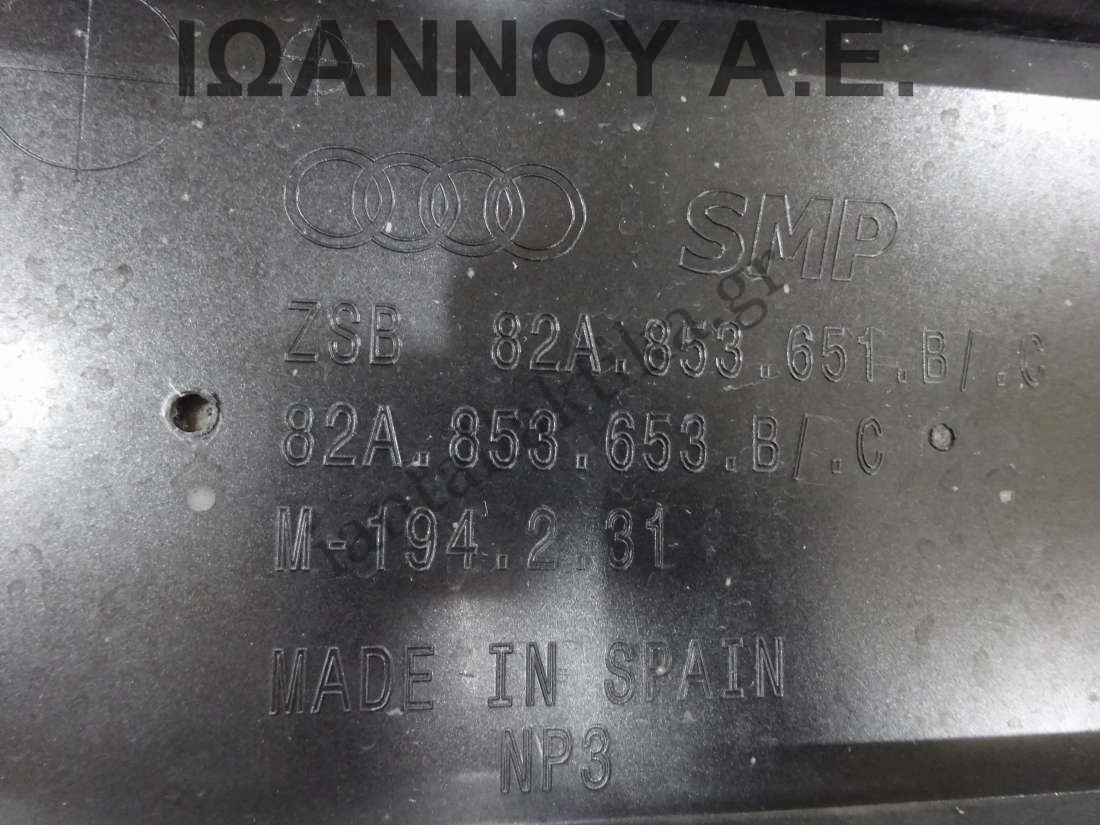 ΙΩΑΝΝΟΥ Α.Ε.
SMP
ZSB 82A.853.651.B/.C
82A.853.653.B/.C
M-194.2.31
MADE IN SPAIN
NP3